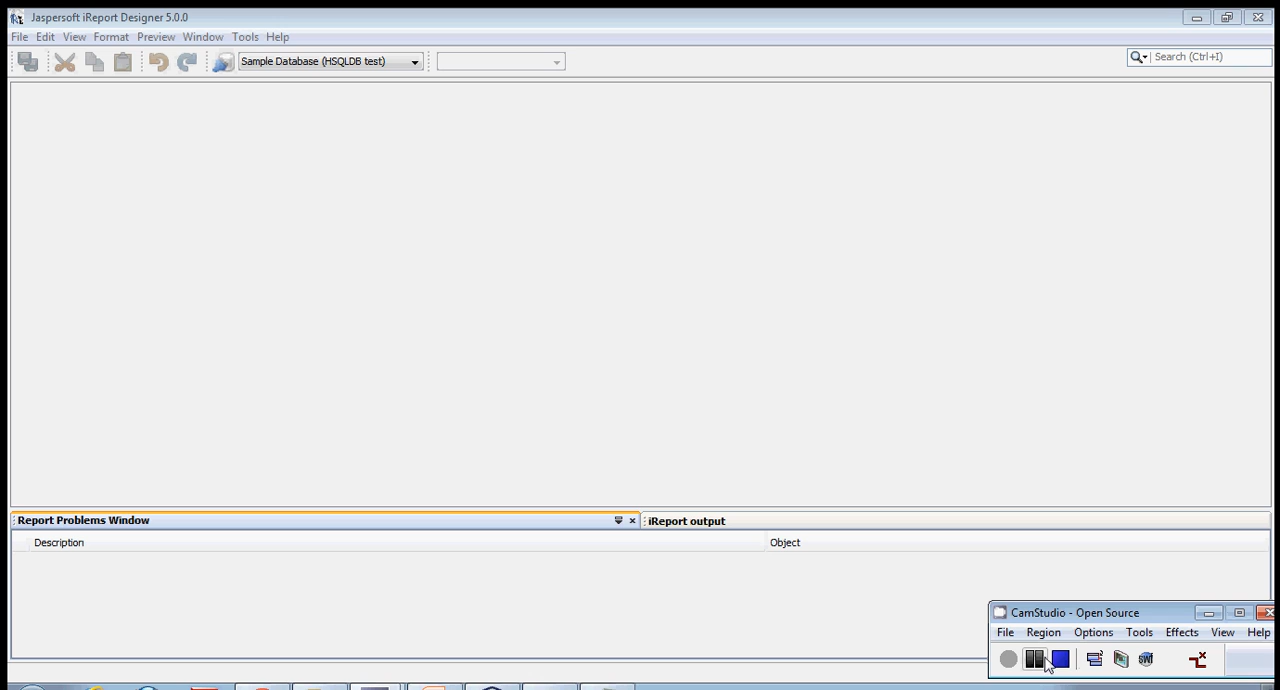 Jaspersoft iReport Designer 5.0.0
File Edit View Format Preview Window Tools Help
Sample Database (HSQLDB test)
Search (Ctrl+I)
Report Problems Window
iReport output
Description
Object
CamStudio - Open Source
File Region Options Tools Effects View Help
SWF